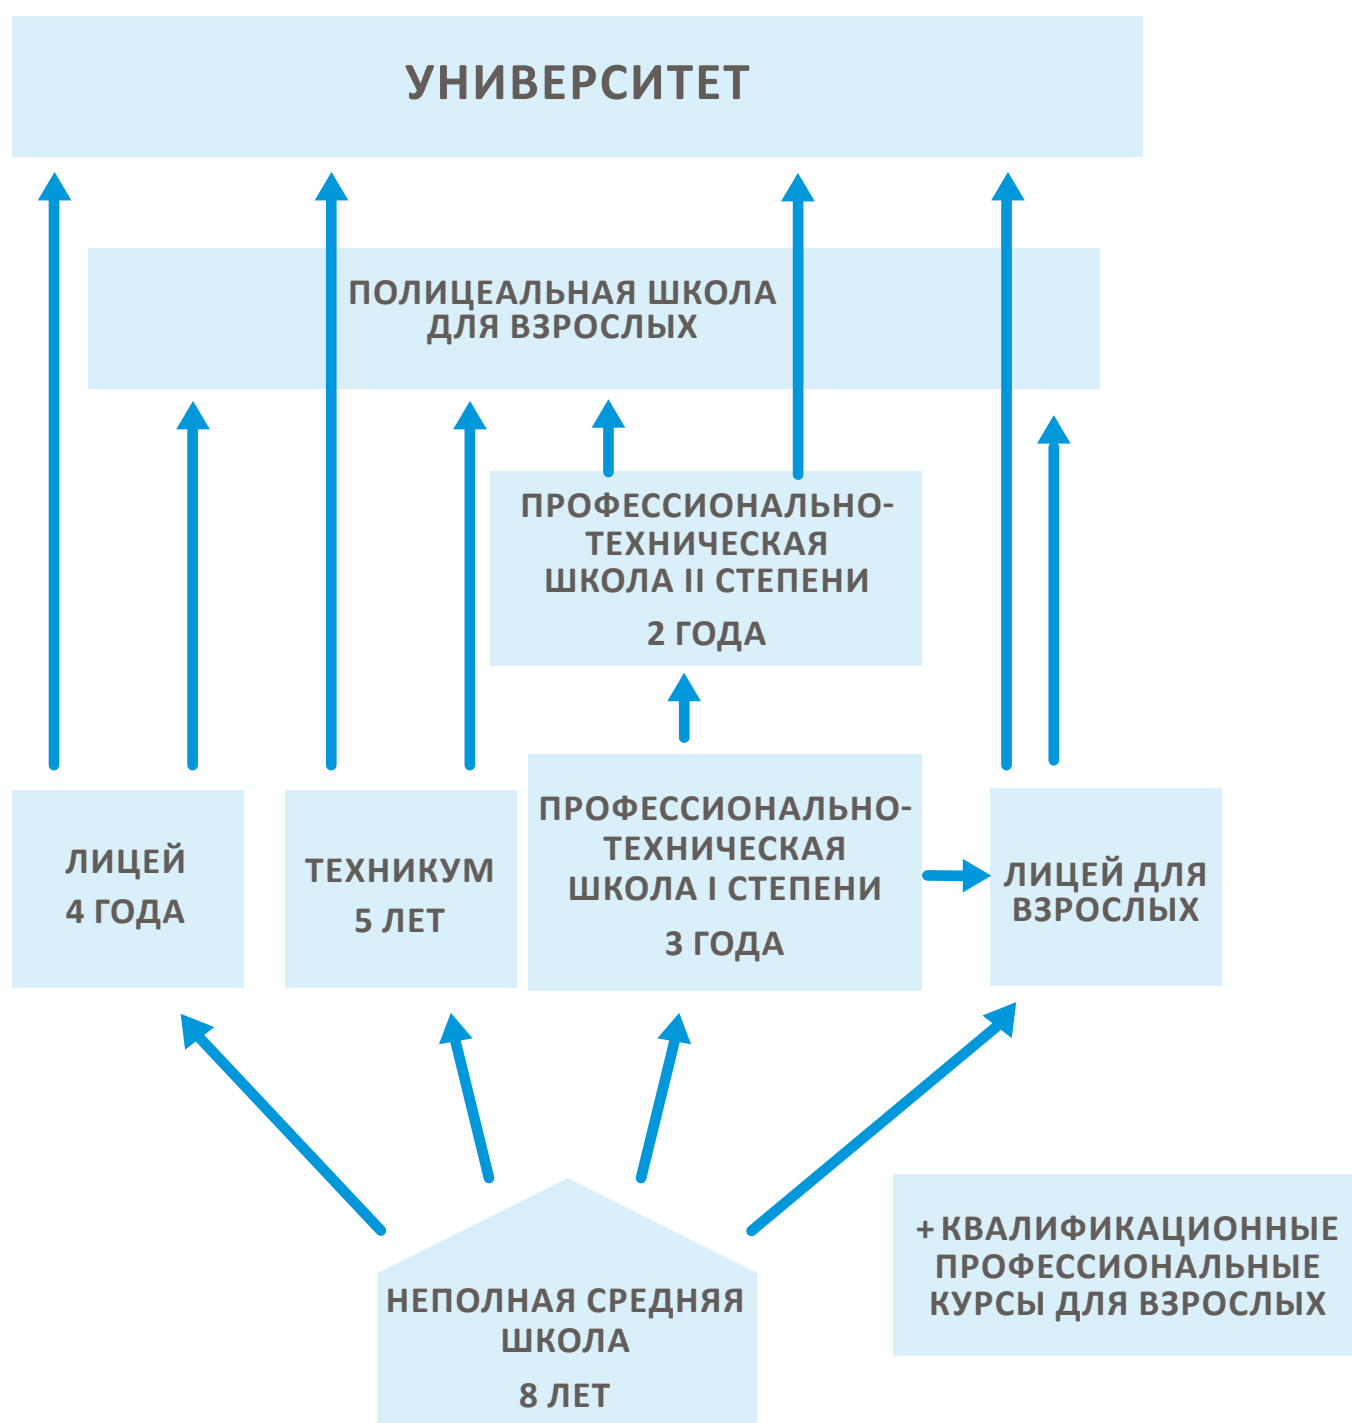 УНИВЕРСИТЕТ
ПОЛИЦЕАЛЬНАЯ ШКОЛА
ДЛЯ ВЗРОСЛЫХ
ПРОФЕССИОНАЛЬНО-
ТЕХНИЧЕСКАЯ
ШКОЛА II СТЕПЕНИ
2 ГОДА
ЛИЦЕЙ
4 ГОДА
ТЕХНИКУМ
5 ЛЕТ
ПРОФЕССИОНАЛЬНО-
ТЕХНИЧЕСКАЯ
ШКОЛА I СТЕПЕНИ
3 ГОДА
ЛИЦЕЙ ДЛЯ
ВЗРОСЛЫХ
НЕПОЛНАЯ СРЕДНЯЯ
ШКОЛА
8 ЛЕТ
+ КВАЛИФИКАЦИОННЫЕ
ПРОФЕССИОНАЛЬНЫЕ
КУРСЫ ДЛЯ ВЗРОСЛЫХ